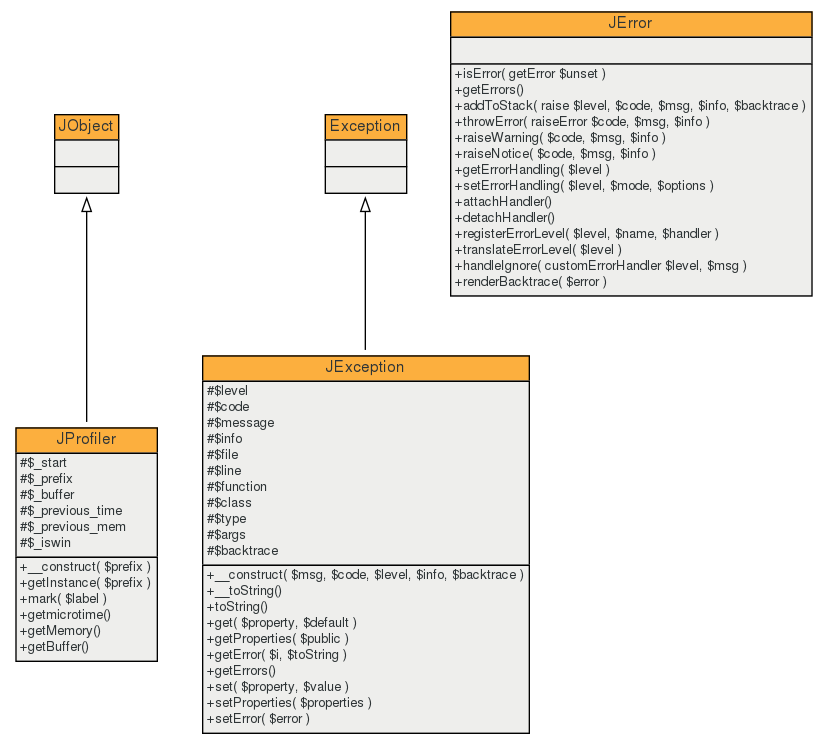 JError
+isError( getError $unset )
+getErrors()
+addToStack( raise $level, $code, $msg, $info, $backtrace )
+throwError( raiseError $code, $msg, $info )
+raiseWarning( $code, $msg, $info )
+raiseNotice( $code, $msg, $info )
+getErrorHandling( $level )
+setErrorHandling( $level, $mode, $options )
+attachHandler()
+detachHandler()
+registerErrorLevel( $level, $name, $handler )
+translateErrorLevel( $level )
+handleIgnore( customErrorHandler $level, $msg )
+renderBacktrace( $error )
JObject
Exception
JException
#$level
#$code
#$message
#$info
#$file
#$line
#$function
#$class
#$type
#$args
#$backtrace
+__construct( $msg, $code, $level, $info, $backtrace )
+__toString()
+toString()
+get( $property, $default )
+getProperties( $public )
+getError( $i, $toString )
+getErrors()
+set( $property, $value )
+setProperties( $properties )
+setError( $error )
JProfiler
#$_start
#$_prefix
#$_buffer
#$_previous_time
#$_previous_mem
#$_iswin
+__construct( $prefix )
+getInstance( $prefix )
+mark( $label )
+getmicrotime()
+getMemory()
+getBuffer()